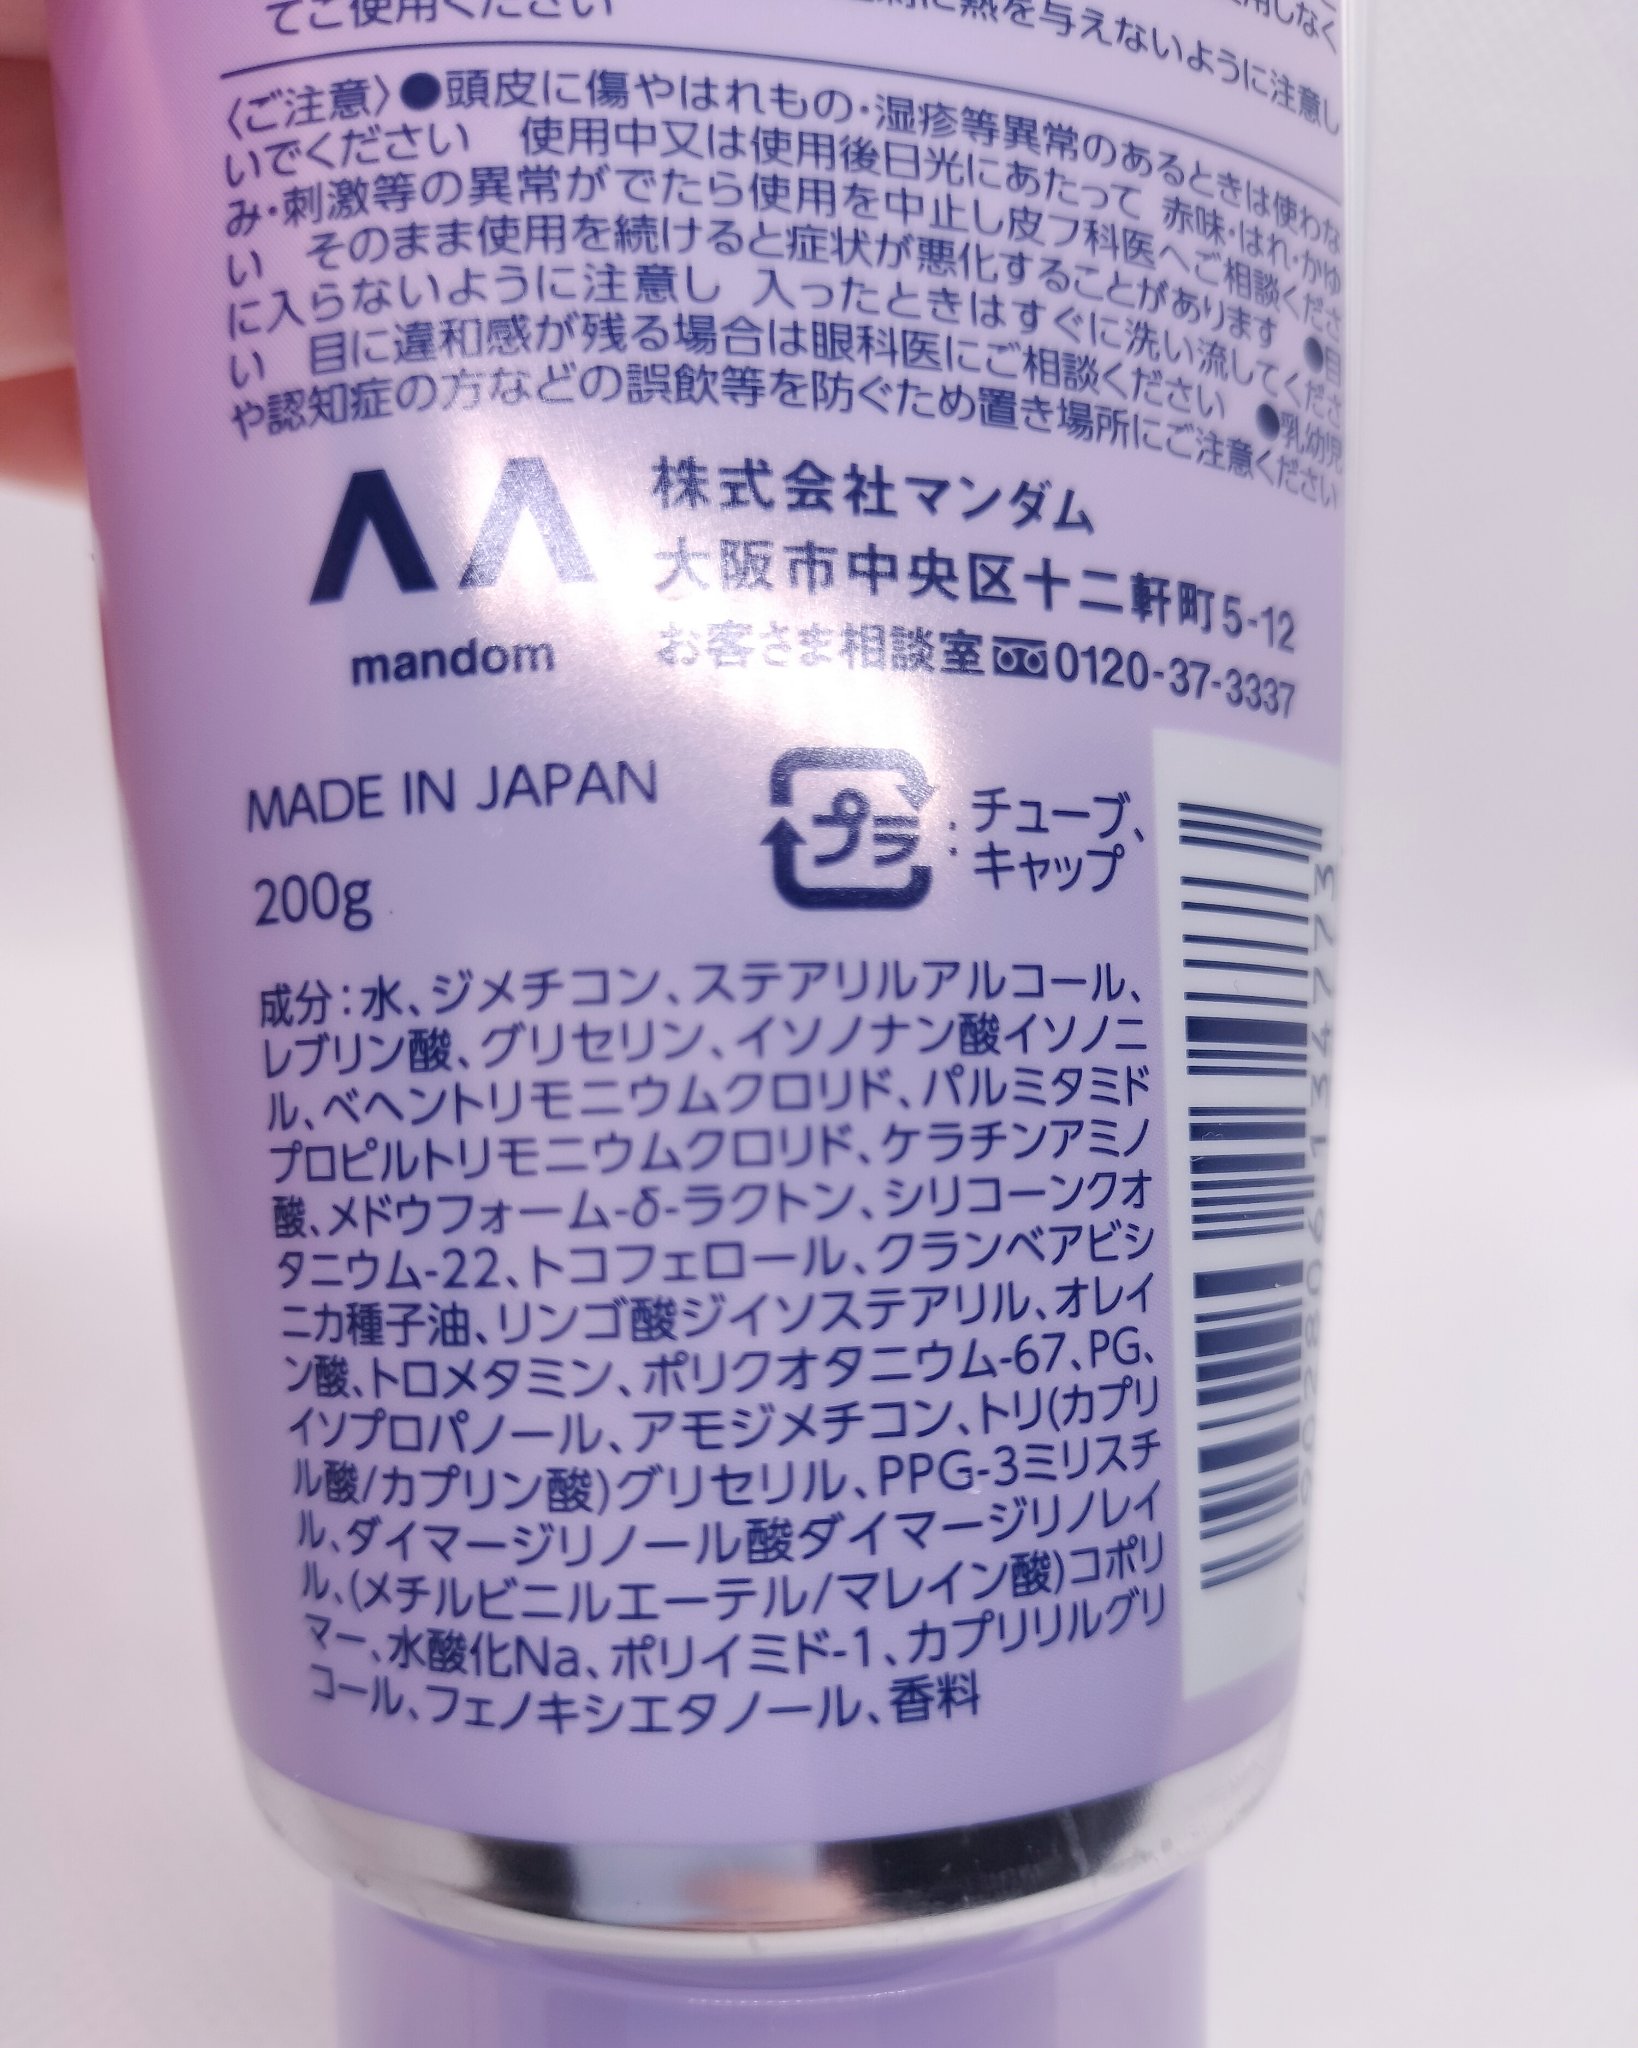 てご使用ください
熱を与えないように注意し
〈ご注意〉●頭皮に傷やはれもの・湿疹等異常のあるときは使わな
いでください 使用中又は使用後日光にあたって 赤味・はれ・かゆ
み・刺激等の異常がでたら使用を中止し皮フ科医へご相談くださ
い そのまま使用を続けると症状が悪化することがあります ●目
に入らないように注意し 入ったときはすぐに洗い流してくださ
い 目に違和感が残る場合は眼科医にご相談ください ●乳幼児
や認知症の方などの誤飲等を防ぐため置き場所にご注意ください
mandom
株式会社マンダム
大阪市中央区十二軒町5-12
お客さま相談室 0120-37-3337
MADE IN JAPAN
プラ : チューブ、
: キャップ
200g
成分：水、ジメチコン、ステアリルアルコール、
レブリン酸、グリセリン、イソノナン酸イソノニ
ル、ベヘントリモニウムクロリド、パルミタミド
プロピルトリモニウムクロリド、ケラチンアミノ
酸、メドウフォーム-δ-ラクトン、シリコーンクオ
タニウム-22、トコフェロール、クランベアビシ
ニカ種子油、リンゴ酸ジイソステアリル、オレイ
ン酸、トロメタミン、ポリクオタニウム-67、PG、
イソプロパノール、アモジメチコン、トリ(カプリ
ル酸/カプリン酸)グリセリル、PPG-3ミリスチ
ル、ダイマージリノール酸ダイマージリノレイ
ル、(メチルビニルエーテル/マレイン酸)コポリ
マー、水酸化Na、ポリイミド-1、カプリリルグリ
コール、フェノキシエタノール、香料